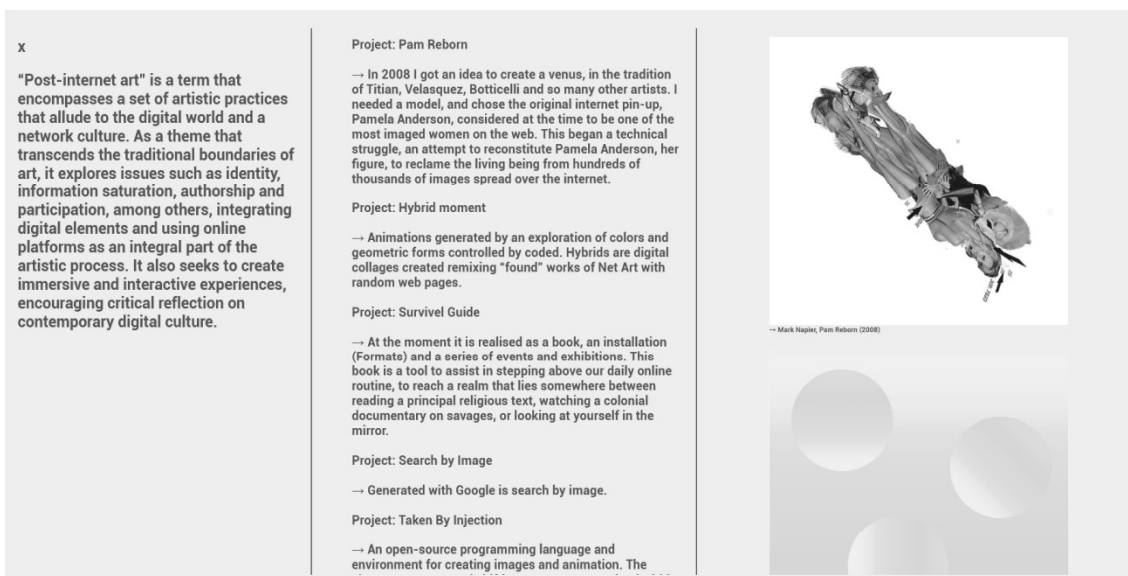 x
“Post-internet art” is a term that
encompasses a set of artistic practices
that allude to the digital world and a
network culture. As a theme that
transcends the traditional boundaries of
art, it explores issues such as identity,
information saturation, authorship and
participation, among others, integrating
digital elements and using online
platforms as an integral part of the
artistic process. It also seeks to create
immersive and interactive experiences,
encouraging critical reflection on
contemporary digital culture.
Project: Pam Reborn
→ In 2008 I got an idea to create a venus, in the tradition
of Titian, Velasquez, Botticelli and so many other artists. I
needed a model, and chose the original internet pin-up,
Pamela Anderson, considered at the time to be one of the
most imaged women on the web. This began a technical
struggle, an attempt to reconstitute Pamela Anderson, her
figure, to reclame the living being from hundreds of
thousands of images spread over the internet.
Project: Hybrid moment
→ Animations generated by an exploration of colors and
geometric forms controlled by coded. Hybrids are digital
collages created remixing “found” works of Net Art with
random web pages.
Project: Survivel Guide
→ At the moment it is realised as a book, an installation
(Formats) and a series of events and exhibitions. This
book is a tool to assist in stepping above our daily online
routine, to reach a realm that lies somewhere between
reading a principal religious text, watching a colonial
documentary on savages, or looking at yourself in the
mirror.
Project: Search by Image
→ Generated with Google is search by image.
Project: Taken By Injection
→ An open-source programming language and
environment for creating images and animation. The
→ Mark Napier, Pam Reborn (2008)